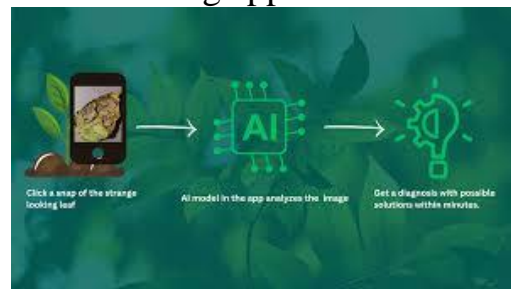 g app
Click a snap of the strange
looking leaf
AI
AI model in the app analyzes the image
Get a diagnosis with possible
solutions within minutes.